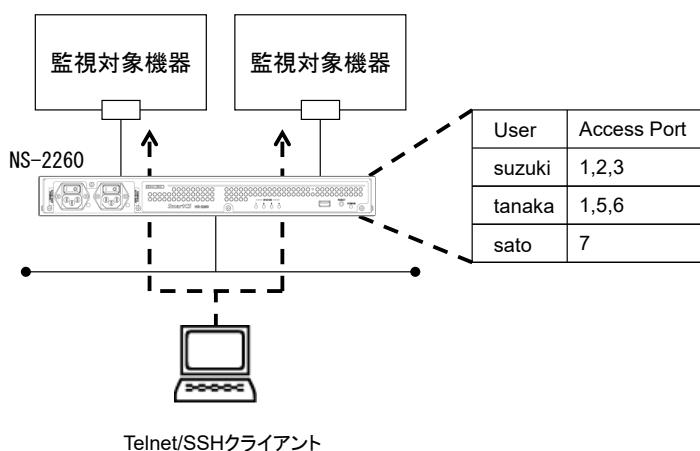 監視対象機器
監視対象機器
NS-2260
User Access Port
suzuki 1,2,3
tanaka 1,5,6
sato 7
Telnet/SSHクライアント